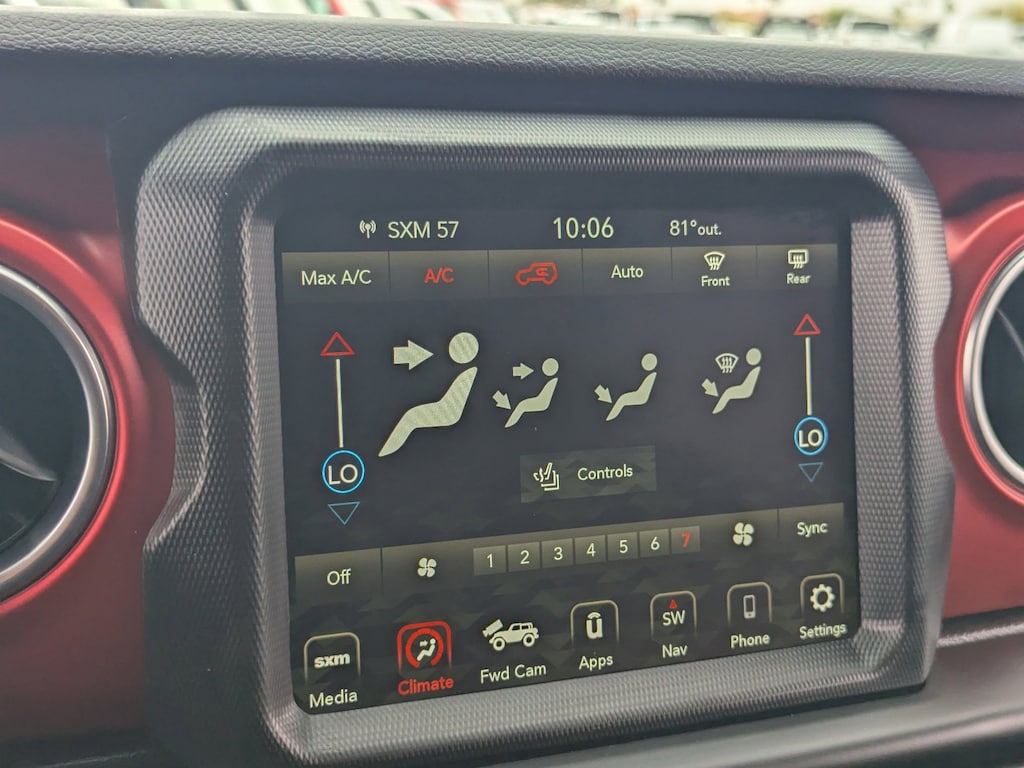 SXM 57 10:06 81° out.
Max A/C A/C Auto Front Rear
LO LO
Controls
Off 1 2 3 4 5 6 7 Sync
sxm u SW
Media Climate Fwd Cam Apps Nav Phone Settings